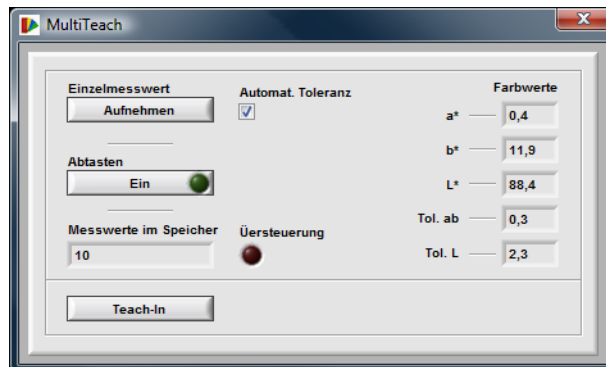 MultiTeach
Einzelmesswert
Aufnehmen
Automat. Toleranz
Abtasten
Ein
Messwerte im Speicher
10
Üersteuerung
Teach-In
Farbwerte
a* 0,4
b* 11,9
L* 88,4
Tol. ab 0,3
Tol. L 2,3